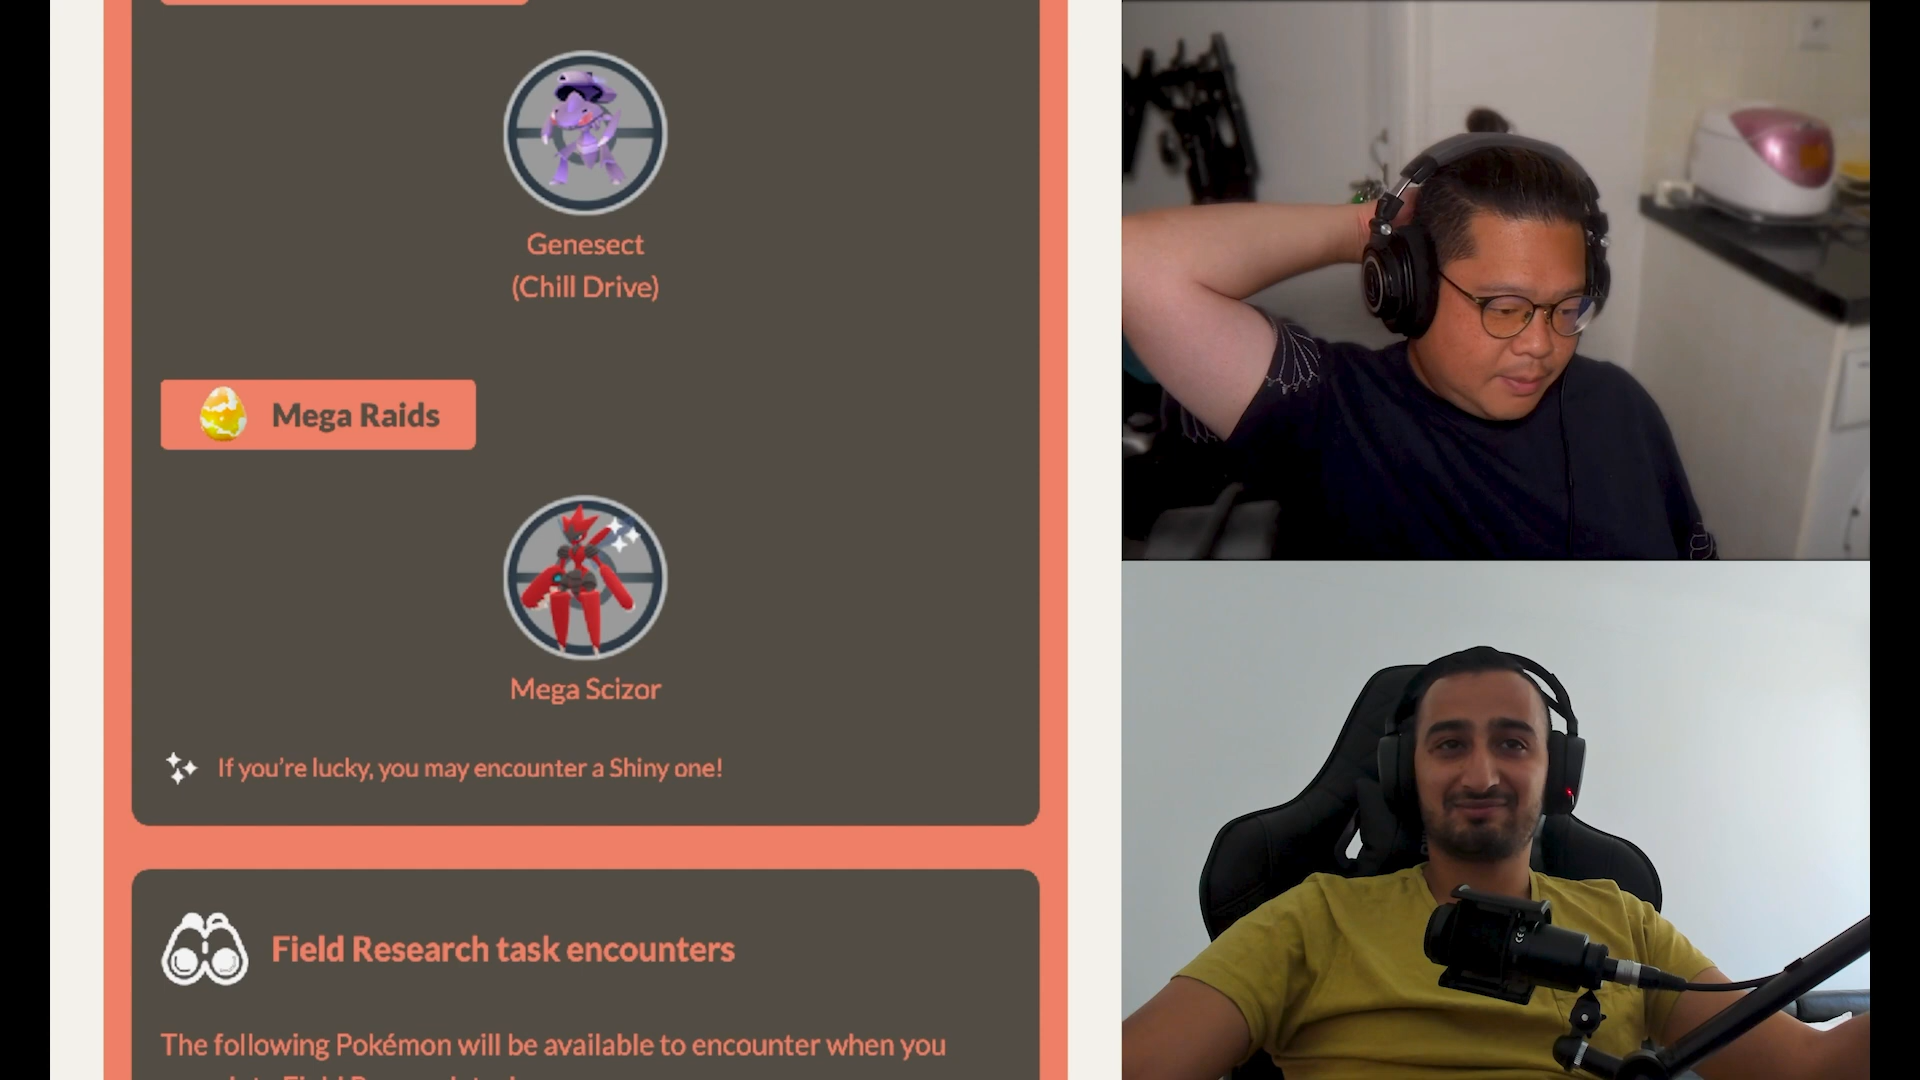 Genesect
(Chill Drive)
Mega Raids
Mega Scizor
If you're lucky, you may encounter a Shiny one!
Field Research task encounters
The following Pokémon will be available to encounter when you